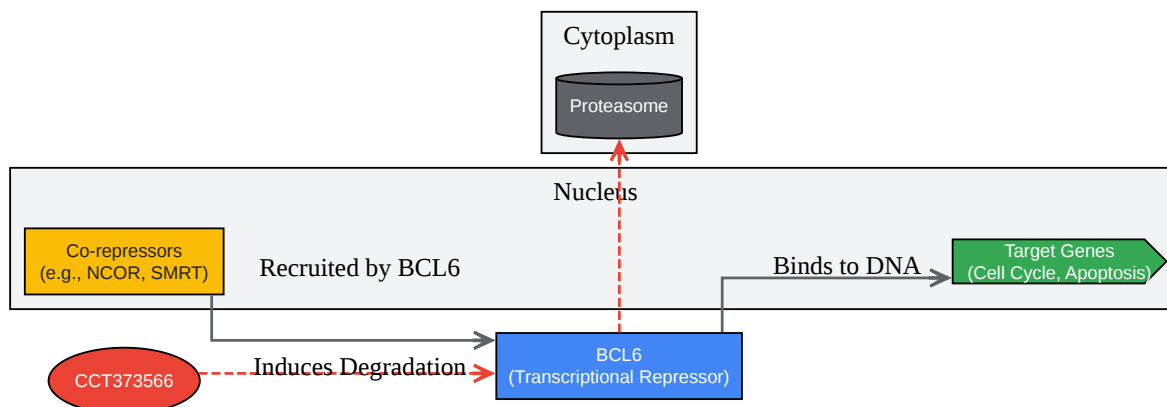 Cytoplasm
Proteasome
Nucleus
Co-repressors
(e.g., NCOR, SMRT)
Recruited by BCL6
Binds to DNA
Target Genes
(Cell Cycle, Apoptosis)
CCT373566
Induces Degradation
BCL6
(Transcriptional Repressor)